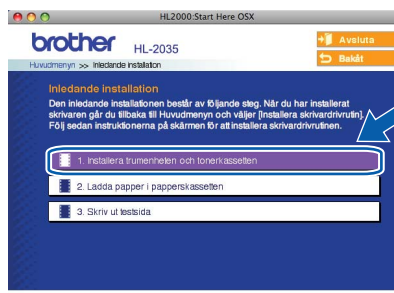 HL2000:Start Here OSX
brother HL-2035
Avsluta
Bakåt
Huvudmenyn >> Inledande installation
Inledande installation
Den inledande installationen består av följande steg. När du har installerat
skrivaren går du tillbaka till Huvudmenyn och väljer [Installera skrivardrivrutin].
Följ sedan instruktionerna på skärmen för att installera skrivardrivrutinen.
1. Installera trumenheten och tonerkassetten
2. Ladda papper i papperskassetten
3. Skriv ut testsida